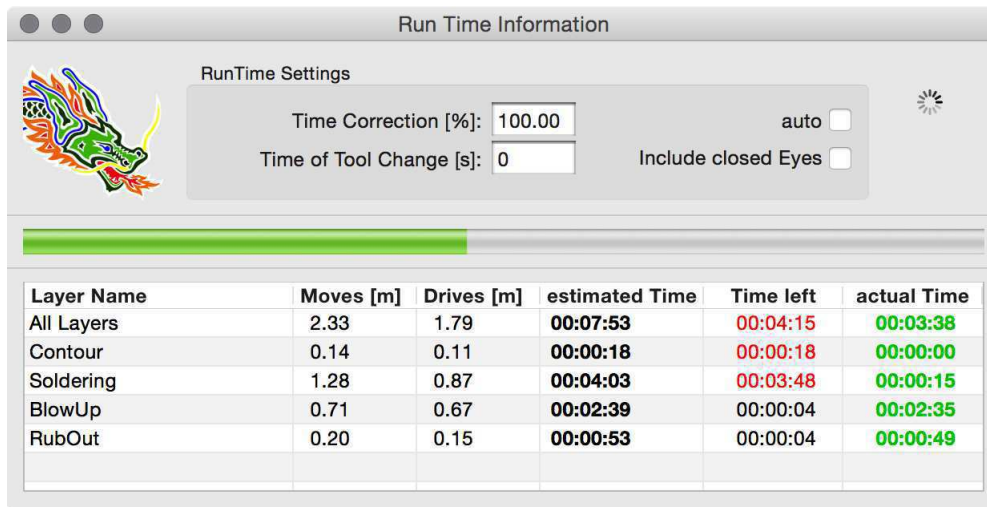 Run Time Information
RunTime Settings
Time Correction [%]: 100.00 auto
Time of Tool Change [s]: 0 Include closed Eyes
Layer Name Moves [m] Drives [m] estimated Time Time left actual Time
All Layers 2.33 1.79 00:07:53 00:04:15 00:03:38
Contour 0.14 0.11 00:00:18 00:00:18 00:00:00
Soldering 1.28 0.87 00:04:03 00:03:48 00:00:15
BlowUp 0.71 0.67 00:02:39 00:00:04 00:02:35
RubOut 0.20 0.15 00:00:53 00:00:04 00:00:49